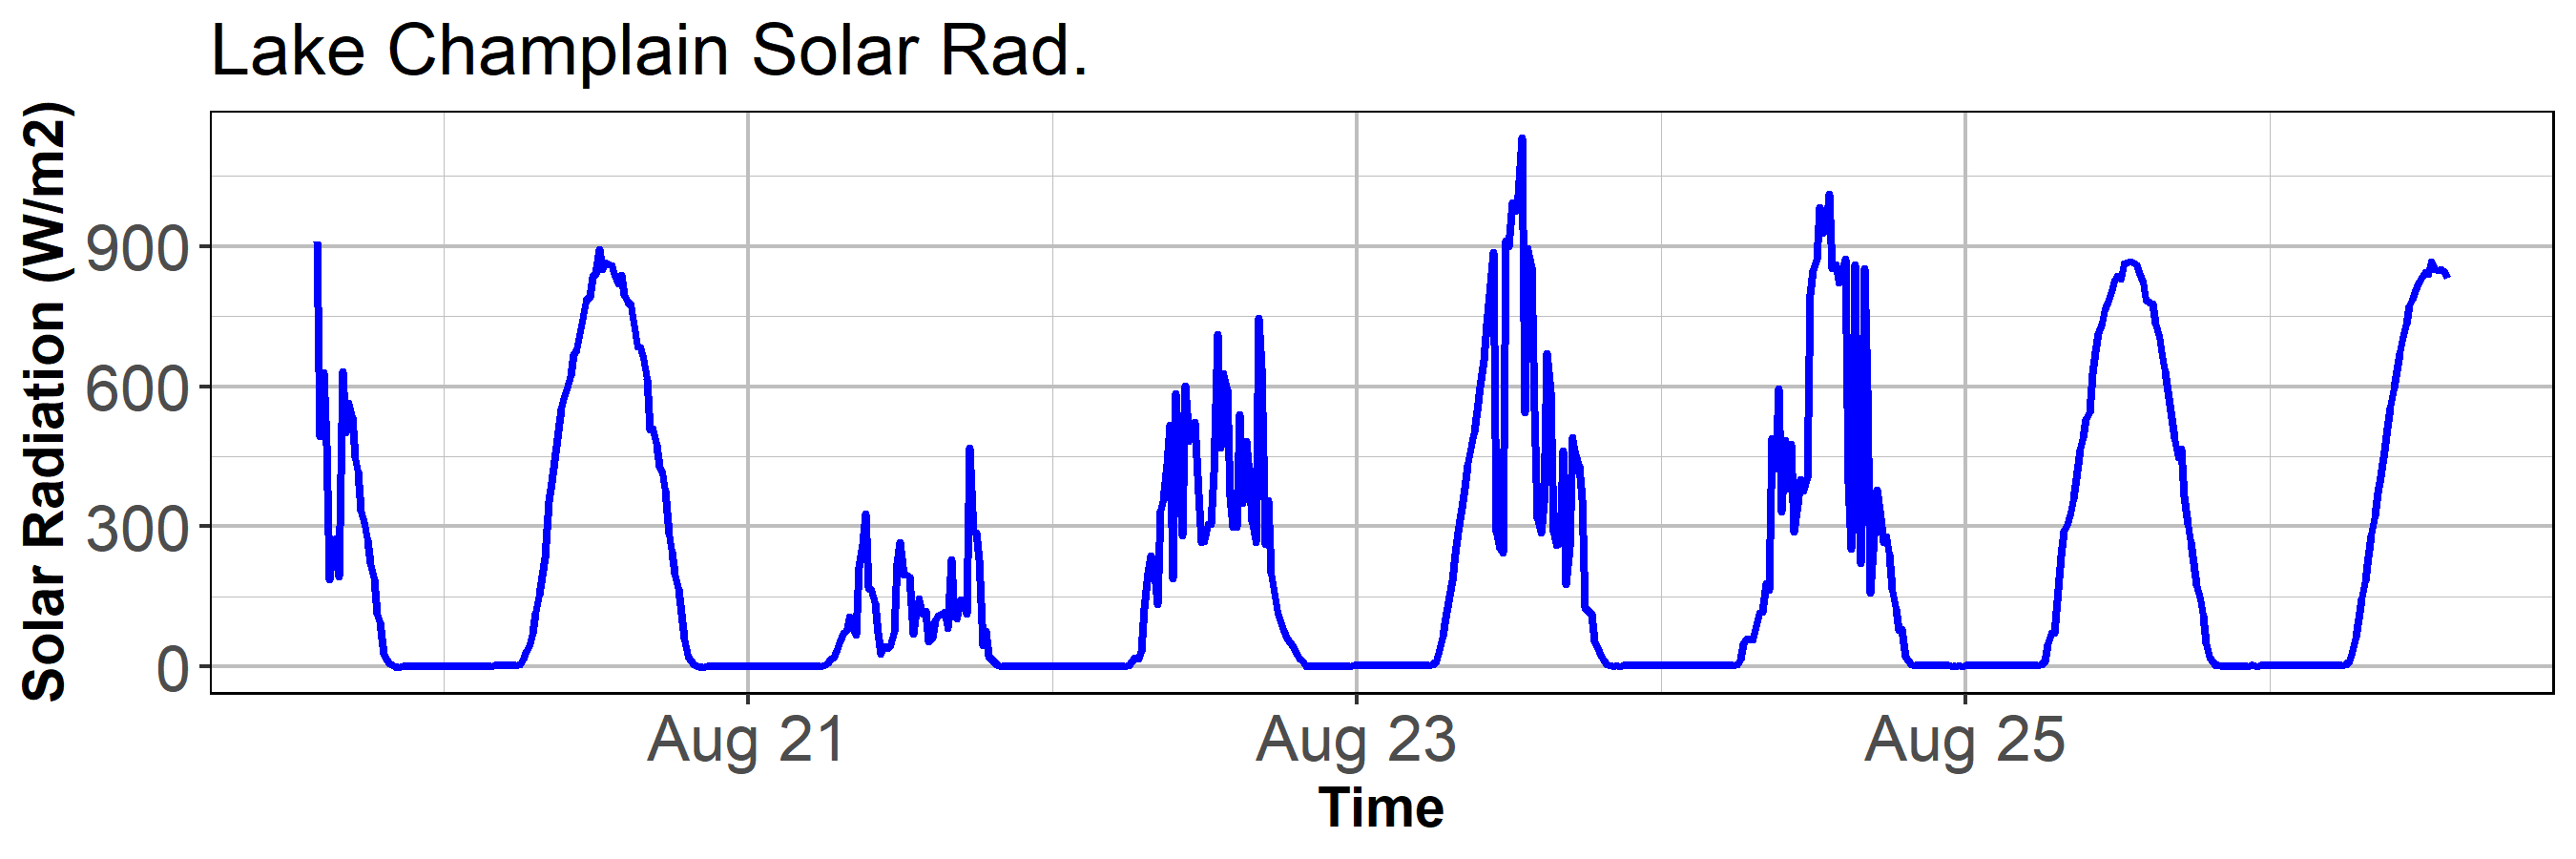 Lake Champlain Solar Rad.
Solar Radiation (W/m2)
900
600
300
0
Aug 21
Aug 23
Aug 25
Time